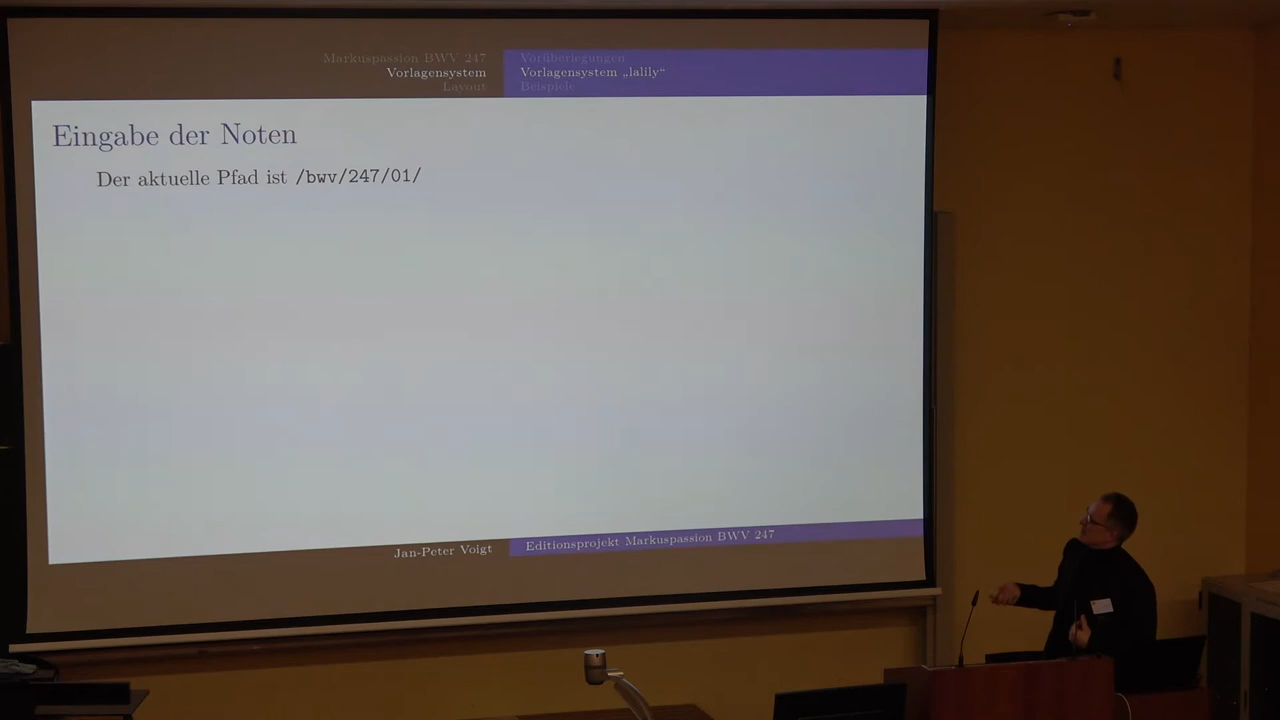 Markuspassion BWV 247
Vorlagensystem
Layout
Vorüberlegungen
Vorlagensystem „lalily“
Beispiele
Eingabe der Noten
Der aktuelle Pfad ist /bwv/247/01/
Jan-Peter Voigt
Editionsprojekt Markuspassion BWV 247